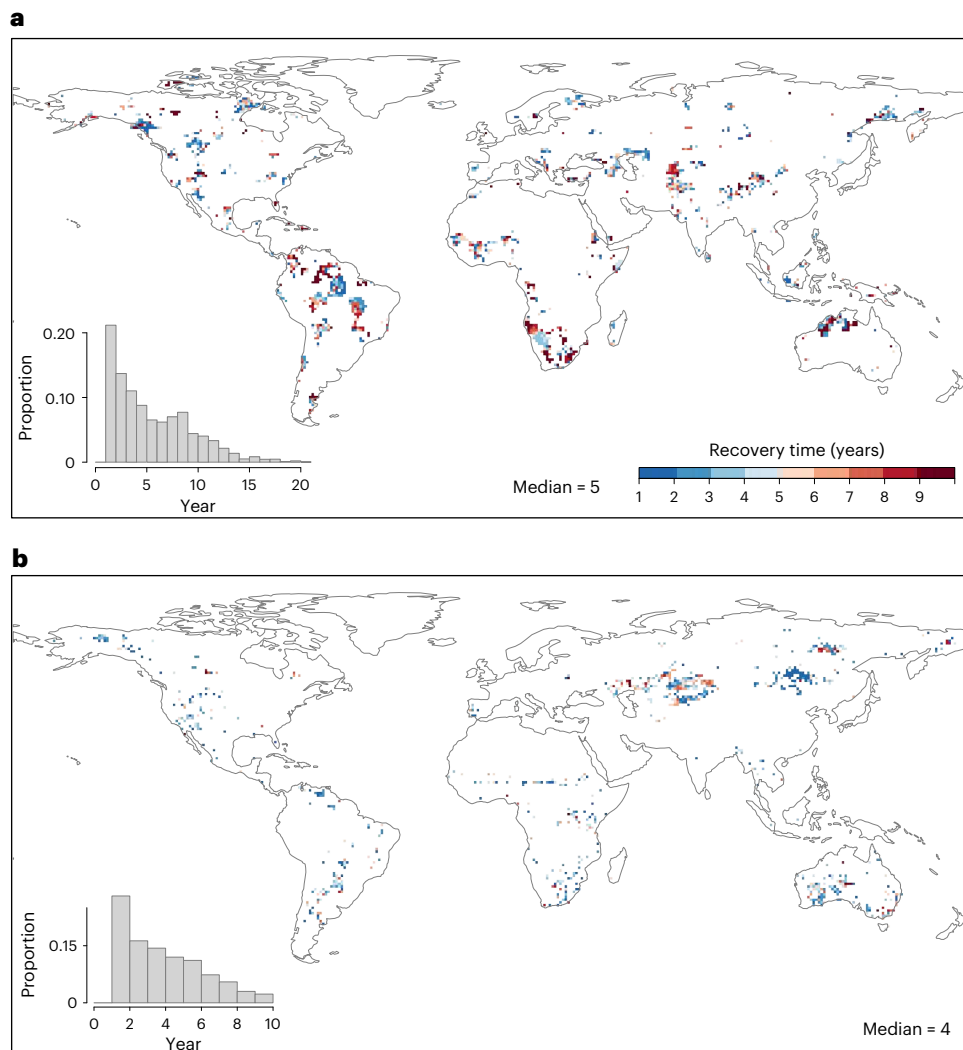 a
0.20
0.10
0
Proportion
0 5 10 15 20
Year
Median = 5
Recovery time (years)
1 2 3 4 5 6 7 8 9
b
0.15
0
Proportion
0 2 4 6 8 10
Year
Median = 4